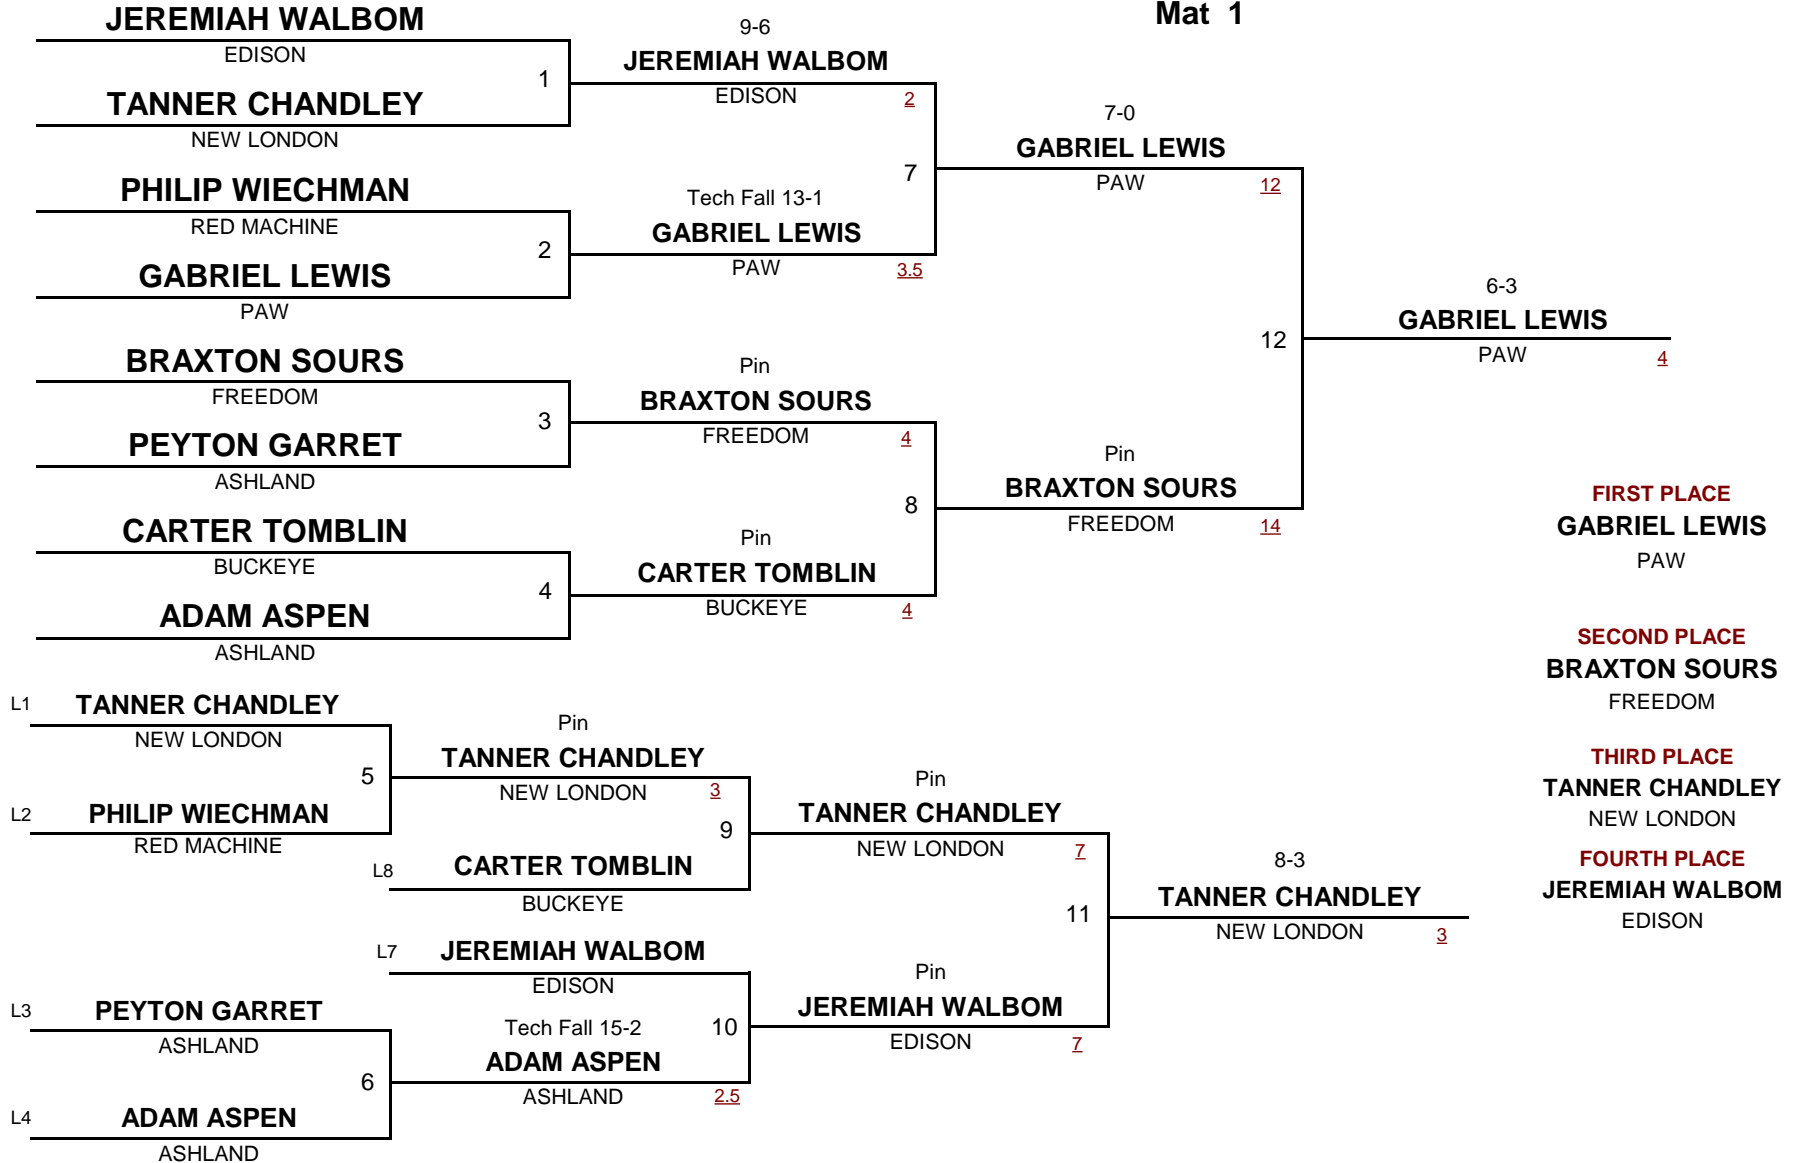 Mat 1
JEREMIAH WALBOM
EDISON
1
TANNER CHANDLEY
NEW LONDON
PHILIP WIECHMAN
RED MACHINE
2
GABRIEL LEWIS
PAW
BRAXTON SOURS
FREEDOM
3
PEYTON GARRET
ASHLAND
CARTER TOMBLIN
BUCKEYE
4
ADAM ASPEN
ASHLAND
9-6
JEREMIAH WALBOM
EDISON 2
7
Tech Fall 13-1
GABRIEL LEWIS
PAW 3.5
Pin
BRAXTON SOURS
FREEDOM 4
8
Pin
CARTER TOMBLIN
BUCKEYE 4
7-0
GABRIEL LEWIS
PAW 12
12
Pin
BRAXTON SOURS
FREEDOM 14
6-3
GABRIEL LEWIS
PAW 4
FIRST PLACE
GABRIEL LEWIS
PAW
SECOND PLACE
BRAXTON SOURS
FREEDOM
THIRD PLACE
TANNER CHANDLEY
NEW LONDON
FOURTH PLACE
JEREMIAH WALBOM
EDISON
L1 TANNER CHANDLEY
NEW LONDON
5
L2 PHILIP WIECHMAN
RED MACHINE
L3 PEYTON GARRET
ASHLAND
6
L4 ADAM ASPEN
ASHLAND
Pin
TANNER CHANDLEY
NEW LONDON 3
9
L8 CARTER TOMBLIN
BUCKEYE
L7 JEREMIAH WALBOM
EDISON
Tech Fall 15-2 10
ADAM ASPEN
ASHLAND 2.5
Pin
TANNER CHANDLEY
NEW LONDON 7
11
Pin
JEREMIAH WALBOM
EDISON 7
8-3
TANNER CHANDLEY
NEW LONDON 3